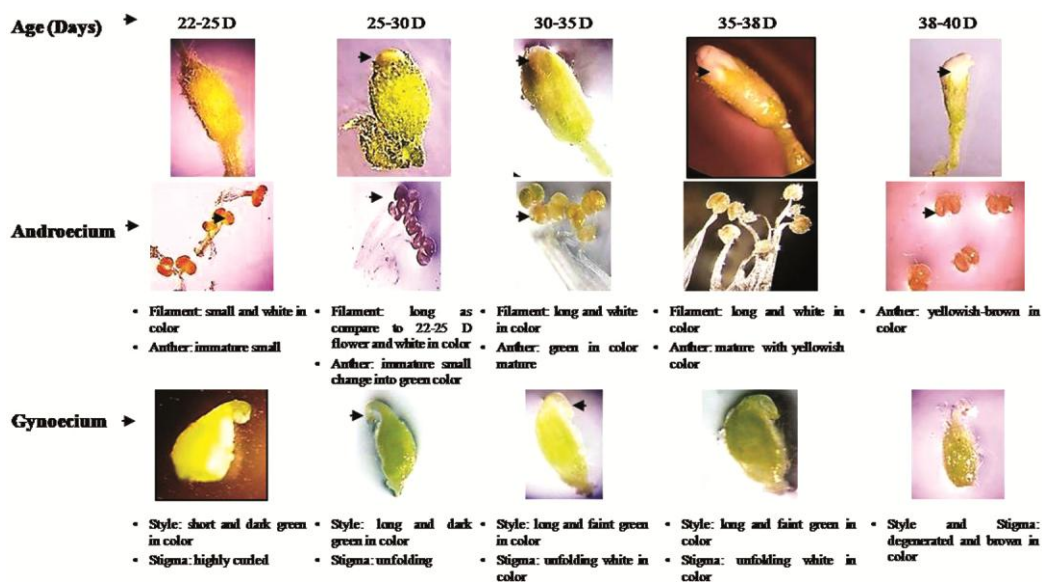 Age (Days) 22-25 D 25-30 D 30-35 D 35-38 D 38-40 D
Androecium
• Filament: small and white in color
• Anther: immature small
• Filament: long as compare to 22-25 D flower and white in color
• Anther: immature small change into green color
• Filament: long and white in color
• Anther: green in color mature
• Filament: long and white in color
• Anther: mature with yellowish color
• Anther: yellowish-brown in color
Gynoecium
• Style: short and dark green in color
• Stigma: highly curled
• Style: long and dark green in color
• Stigma: unfolding
• Style: long and faint green in color
• Stigma: unfolding white in color
• Style: long and faint green in color
• Stigma: unfolding white in color
• Style and Stigma: degenerated and brown in color